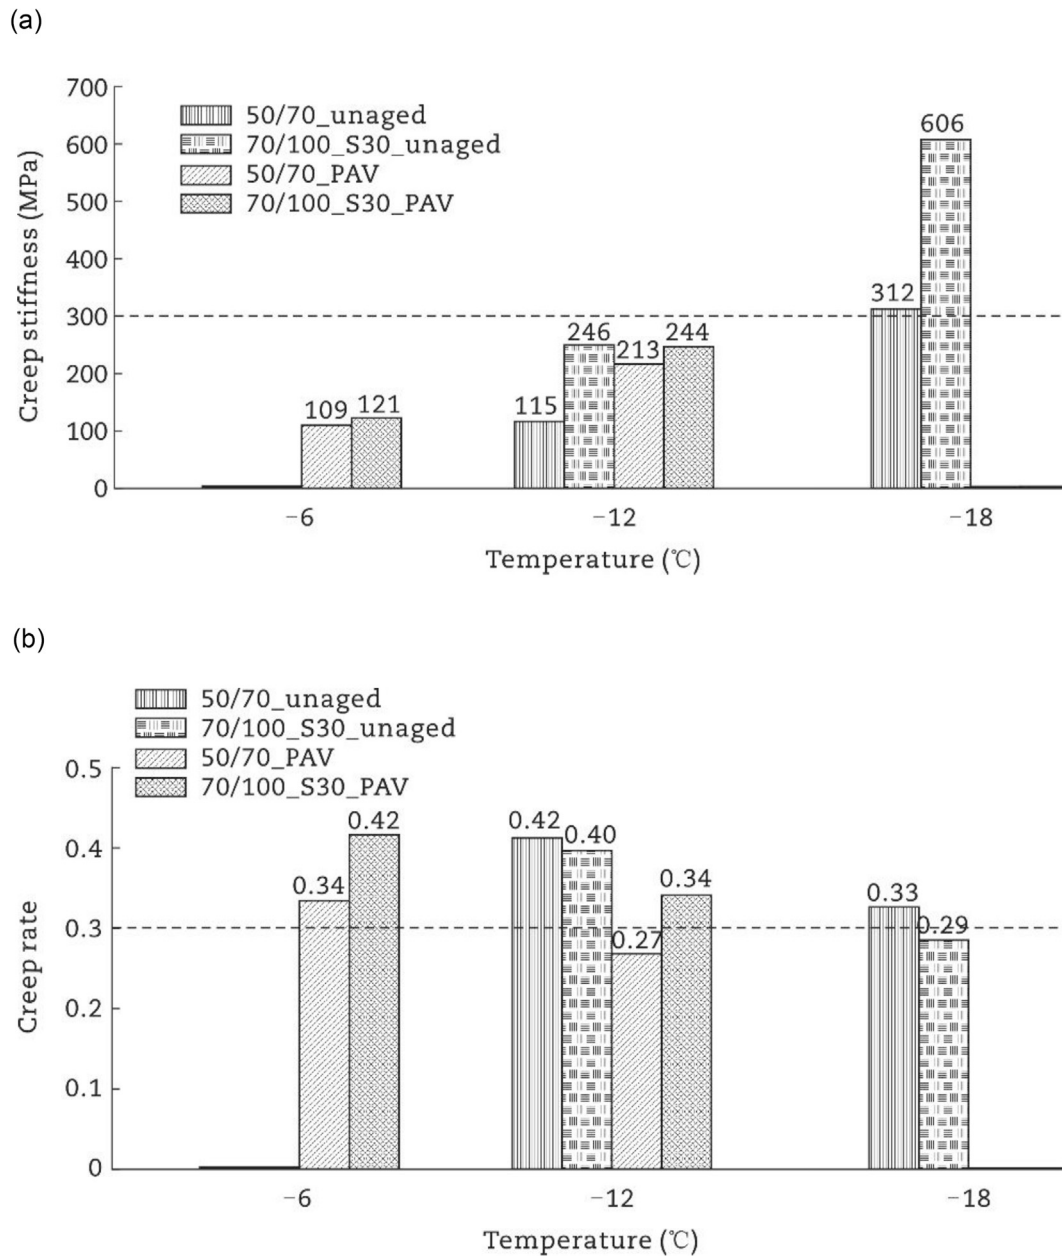 (a)
700
600
500
400
300
200
100
0
Creep stiffness (MPa)
50/70_unaged
70/100_S30_unaged
50/70_PAV
70/100_S30_PAV
109
121
115
246
213
244
312
606
−6
−12
−18
Temperature (℃)
(b)
50/70_unaged
70/100_S30_unaged
50/70_PAV
70/100_S30_PAV
0.5
0.4
0.3
0.2
0.1
0
Creep rate
0.34
0.42
0.42
0.40
0.27
0.34
0.33
0.29
−6
−12
−18
Temperature (℃)